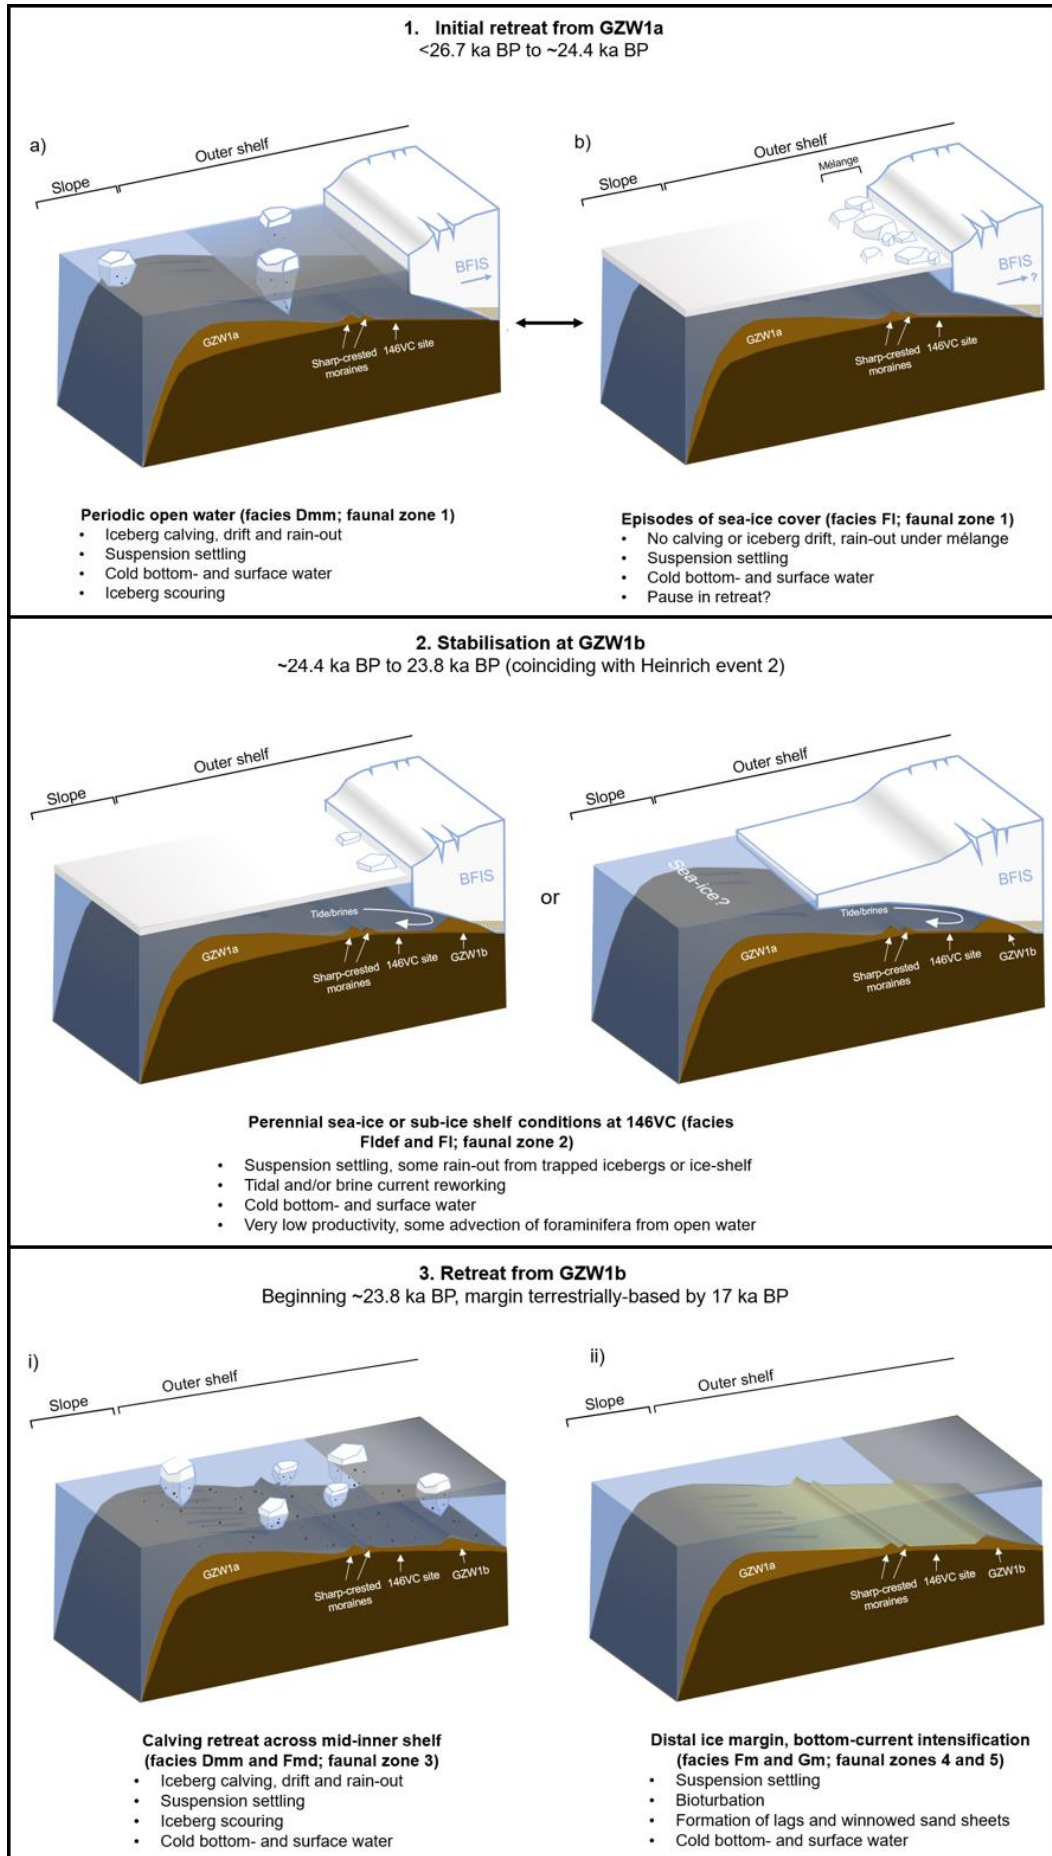 1. Initial retreat from GZW1a
<26.7 ka BP to ~24.4 ka BP
a)
Outer shelf
Slope
BFIS
GZW1a
Sharp-crested
moraines
146VC site
b)
Outer shelf
Mélange
Slope
BFIS
?
GZW1a
Sharp-crested
moraines
146VC site
Periodic open water (facies Dmm; faunal zone 1)
• Iceberg calving, drift and rain-out
• Suspension settling
• Cold bottom- and surface water
• Iceberg scouring
Episodes of sea-ice cover (facies Fl; faunal zone 1)
• No calving or iceberg drift, rain-out under mélange
• Suspension settling
• Cold bottom- and surface water
• Pause in retreat?
2. Stabilisation at GZW1b
~24.4 ka BP to 23.8 ka BP (coinciding with Heinrich event 2)
Outer shelf
Slope
BFIS
Tide/brines
GZW1a
Sharp-crested
moraines
146VC site
GZW1b
or
Outer shelf
Slope
Sea-ice?
BFIS
Tide/brines
GZW1a
Sharp-crested
moraines
146VC site
GZW1b
Perennial sea-ice or sub-ice shelf conditions at 146VC (facies
Fldef and Fl; faunal zone 2)
• Suspension settling, some rain-out from trapped icebergs or ice-shelf
• Tidal and/or brine current reworking
• Cold bottom- and surface water
• Very low productivity, some advection of foraminifera from open water
3. Retreat from GZW1b
Beginning ~23.8 ka BP, margin terrestrially-based by 17 ka BP
i)
Outer shelf
Slope
GZW1a
Sharp-crested
moraines
146VC site
GZW1b
ii)
Outer shelf
Slope
GZW1a
Sharp-crested
moraines
146VC site
GZW1b
Calving retreat across mid-inner shelf
(facies Dmm and Fmd; faunal zone 3)
• Iceberg calving, drift and rain-out
• Suspension settling
• Iceberg scouring
• Cold bottom- and surface water
Distal ice margin, bottom-current intensification
(facies Fm and Gm; faunal zones 4 and 5)
• Suspension settling
• Bioturbation
• Formation of lags and winnowed sand sheets
• Cold bottom- and surface water